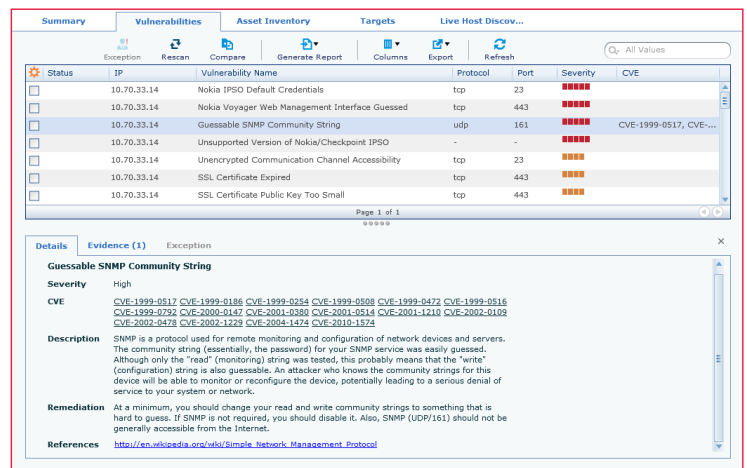 Summary Vulnerabilities Asset Inventory Targets Live Host Discov...
Exception Rescan Compare Generate Report Columns Export Refresh All Values
Status IP Vulnerability Name Protocol Port Severity CVE
10.70.33.14 Nokia IPSO Default Credentials tcp 23
10.70.33.14 Nokia Voyager Web Management Interface Guessed tcp 443
10.70.33.14 Guessable SNMP Community String udp 161 CVE-1999-0517, CVE-...
10.70.33.14 Unsupported Version of Nokia/Checkpoint IPSO - -
10.70.33.14 Unencrypted Communication Channel Accessibility tcp 23
10.70.33.14 SSL Certificate Expired tcp 443
10.70.33.14 SSL Certificate Public Key Too Small tcp 443
Page 1 of 1
Details Evidence (1) Exception
Guessable SNMP Community String
Severity High
CVE CVE-1999-0517 CVE-1999-0186 CVE-1999-0254 CVE-1999-0508 CVE-1999-0472 CVE-1999-0516
CVE-1999-0792 CVE-2000-0147 CVE-2001-0380 CVE-2001-0514 CVE-2001-1210 CVE-2002-0109
CVE-2002-0478 CVE-2002-1229 CVE-2004-1474 CVE-2010-1574
Description SNMP is a protocol used for remote monitoring and configuration of network devices and servers.
The community string (essentially, the password) for your SNMP service was easily guessed.
Although only the "read" (monitoring) string was tested, this probably means that the "write"
(configuration) string is also guessable. An attacker who knows the community strings for this
device will be able to monitor or reconfigure the device, potentially leading to a serious denial of
service to your system or network.
Remediation At a minimum, you should change your read and write community strings to something that is
hard to guess. If SNMP is not required, you should disable it. Also, SNMP (UDP/161) should not be
generally accessible from the Internet.
References http://en.wikipedia.org/wiki/Simple_Network_Management_Protocol